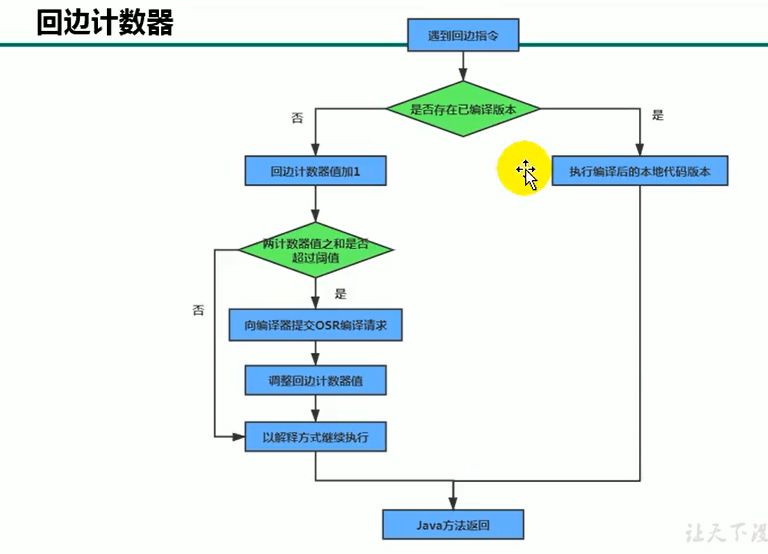 回边计数器
遇到回边指令
是否存在已编译版本
否
是
回边计数器值加1
执行编译后的本地代码版本
两计数器值之和是否
超过阈值
是
否
向编译器提交OSR编译请求
调整回边计数器值
以解释方式继续执行
Java方法返回
让天下没